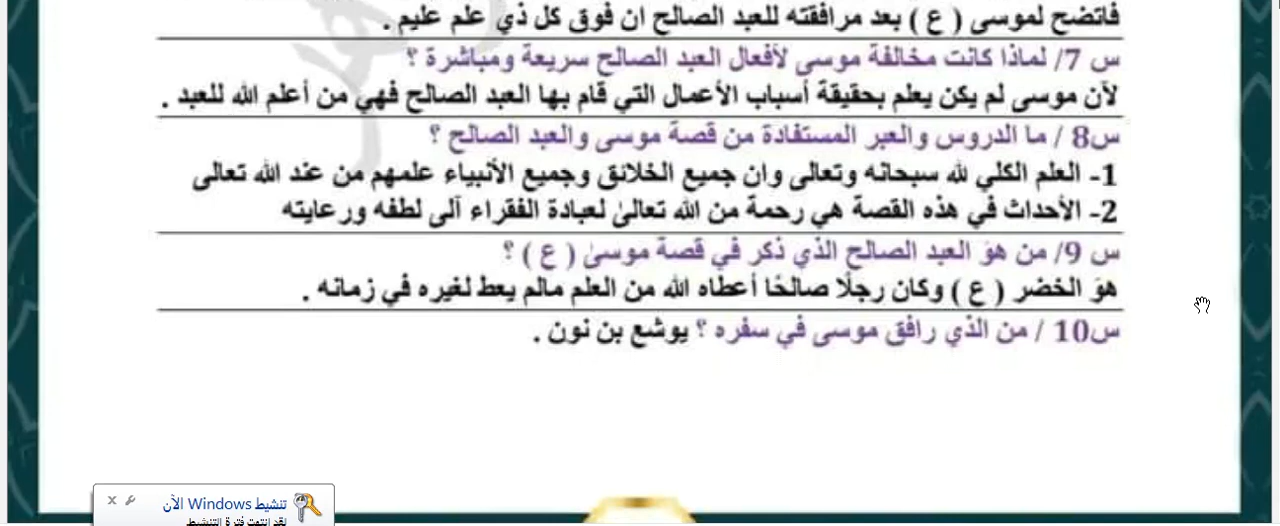 فاتضح لموسى ( ع ) بعد مرافقته للعبد الصالح ان فوق كل ذي علم عليم .
س 7/ لماذا كانت مخالفة موسى لأفعال العبد الصالح سريعة ومباشرة ؟
لأن موسى لم يكن يعلم بحقيقة أسباب الأعمال التي قام بها العبد الصالح فهي من أعلم الله للعبد .
س8 / ما الدروس والعبر المستفادة من قصة موسى والعبد الصالح ؟
1- العلم الكلي لله سبحانه وتعالى وان جميع الخلائق وجميع الأنبياء علمهم من عند الله تعالى
2- الأحداث في هذه القصة هي رحمة من الله تعالىٰ لعبادة الفقراء آلى لطفه ورعايته
س 9/ من هوَ العبد الصالح الذي ذكر في قصة موسىٰ ( ع ) ؟
هوَ الخضر ( ع ) وكان رجلًا صالحًا أعطاه الله من العلم مالم يعط لغيره في زمانه .
س10 / من الذي رافق موسى في سفره ؟ يوشع بن نون .
تنشيط Windows الآن
لقد انتهت فترة التنشيط